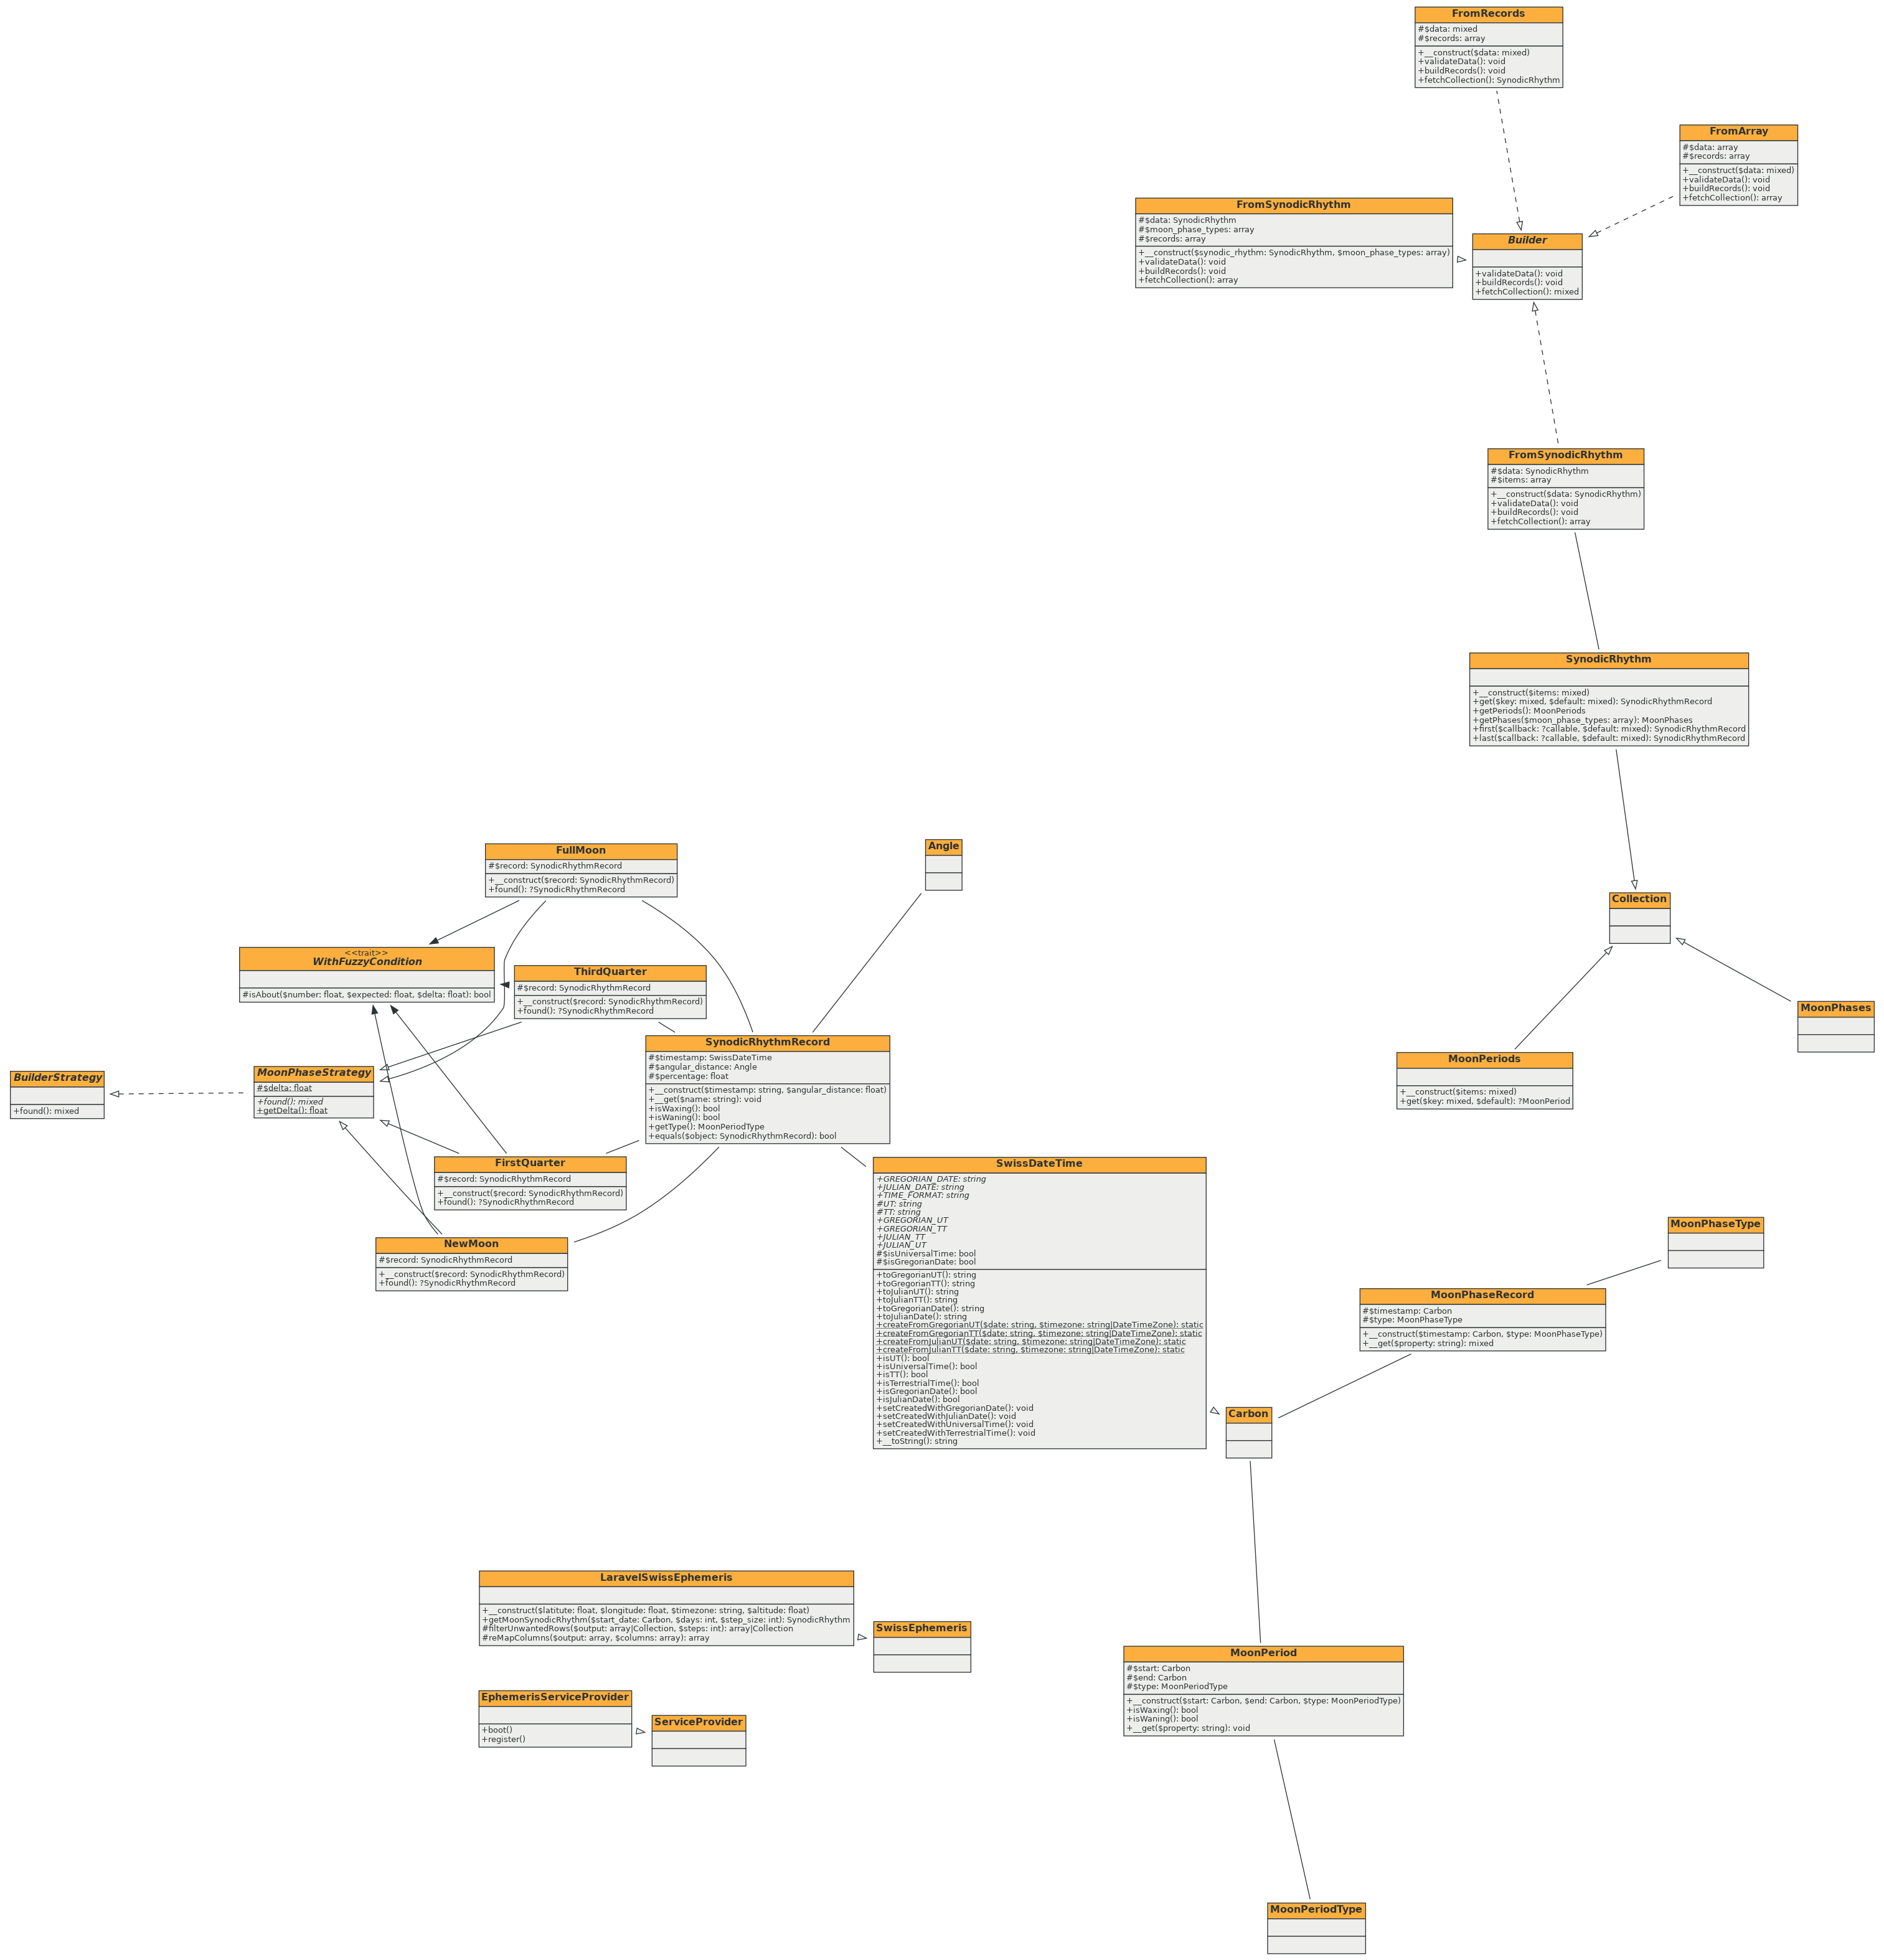 FromRecords
#$data: mixed
#$records: array
+__construct($data: mixed)
+validateData(): void
+buildRecords(): void
+fetchCollection(): SynodicRhythm
FromArray
#$data: array
#$records: array
+__construct($data: mixed)
+validateData(): void
+buildRecords(): void
+fetchCollection(): array
FromSynodicRhythm
#$data: SynodicRhythm
#$moon_phase_types: array
#$records: array
+__construct($synodic_rhythm: SynodicRhythm, $moon_phase_types: array)
+validateData(): void
+buildRecords(): void
+fetchCollection(): array
Builder
+validateData(): void
+buildRecords(): void
+fetchCollection(): mixed
FromSynodicRhythm
#$data: SynodicRhythm
#$items: array
+__construct($data: SynodicRhythm)
+validateData(): void
+buildRecords(): void
+fetchCollection(): array
SynodicRhythm
+__construct($items: mixed)
+get($key: mixed, $default: mixed): SynodicRhythmRecord
+getPeriods(): MoonPeriods
+getPhases($moon_phase_types: array): MoonPhases
+first($callback: ?callable, $default: mixed): SynodicRhythmRecord
+last($callback: ?callable, $default: mixed): SynodicRhythmRecord
FullMoon
#$record: SynodicRhythmRecord
+__construct($record: SynodicRhythmRecord)
+found(): ?SynodicRhythmRecord
Angle
Collection
<<trait>>
WithFuzzyCondition
#isAbout($number: float, $expected: float, $delta: float): bool
ThirdQuarter
#$record: SynodicRhythmRecord
+__construct($record: SynodicRhythmRecord)
+found(): ?SynodicRhythmRecord
MoonPhases
SynodicRhythmRecord
#$timestamp: SwissDateTime
#$angular_distance: Angle
#$percentage: float
+__construct($timestamp: string, $angular_distance: float)
+__get($name: string): void
+isWaxing(): bool
+isWaning(): bool
+getType(): MoonPeriodType
+equals($object: SynodicRhythmRecord): bool
MoonPeriods
+__construct($items: mixed)
+get($key: mixed, $default): ?MoonPeriod
BuilderStrategy
+found(): mixed
MoonPhaseStrategy
#$delta: float
+found(): mixed
+getDelta(): float
FirstQuarter
#$record: SynodicRhythmRecord
+__construct($record: SynodicRhythmRecord)
+found(): ?SynodicRhythmRecord
NewMoon
#$record: SynodicRhythmRecord
+__construct($record: SynodicRhythmRecord)
+found(): ?SynodicRhythmRecord
SwissDateTime
+GREGORIAN_DATE: string
+JULIAN_DATE: string
+TIME_FORMAT: string
#UT: string
#TT: string
+GREGORIAN_UT
+GREGORIAN_TT
+JULIAN_TT
+JULIAN_UT
#$isUniversalTime: bool
#$isGregorianDate: bool
+toGregorianUT(): string
+toGregorianTT(): string
+toJulianUT(): string
+toJulianTT(): string
+toGregorianDate(): string
+toJulianDate(): string
+createFromGregorianUT($date: string, $timezone: string|DateTimeZone): static
+createFromGregorianTT($date: string, $timezone: string|DateTimeZone): static
+createFromJulianUT($date: string, $timezone: string|DateTimeZone): static
+createFromJulianTT($date: string, $timezone: string|DateTimeZone): static
+isUT(): bool
+isUniversalTime(): bool
+isTT(): bool
+isTerrestrialTime(): bool
+isGregorianDate(): bool
+isJulianDate(): bool
+setCreatedWithGregorianDate(): void
+setCreatedWithJulianDate(): void
+setCreatedWithUniversalTime(): void
+setCreatedWithTerrestrialTime(): void
+__toString(): string
MoonPhaseType
MoonPhaseRecord
#$timestamp: Carbon
#$type: MoonPhaseType
+__construct($timestamp: Carbon, $type: MoonPhaseType)
+__get($property: string): mixed
Carbon
LaravelSwissEphemeris
+__construct($latitute: float, $longitude: float, $timezone: string, $altitude: float)
+getMoonSynodicRhythm($start_date: Carbon, $days: int, $step_size: int): SynodicRhythm
#filterUnwantedRows($output: array|Collection, $steps: int): array|Collection
#reMapColumns($output: array, $columns: array): array
SwissEphemeris
EphemerisServiceProvider
+boot()
+register()
ServiceProvider
MoonPeriod
#$start: Carbon
#$end: Carbon
#$type: MoonPeriodType
+__construct($start: Carbon, $end: Carbon, $type: MoonPeriodType)
+isWaxing(): bool
+isWaning(): bool
+__get($property: string): void
MoonPeriodType